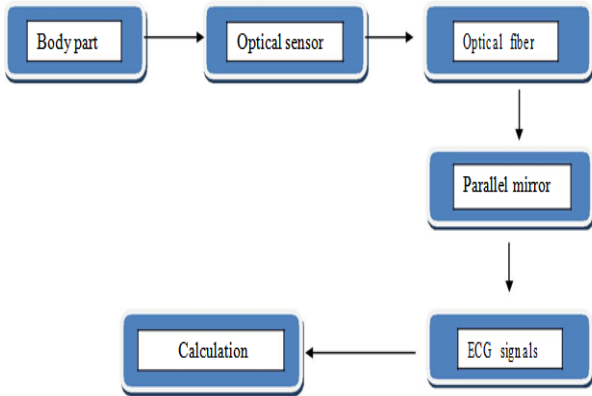 Body part
Optical sensor
Optical fiber
Parallel mirror
ECG signals
Calculation